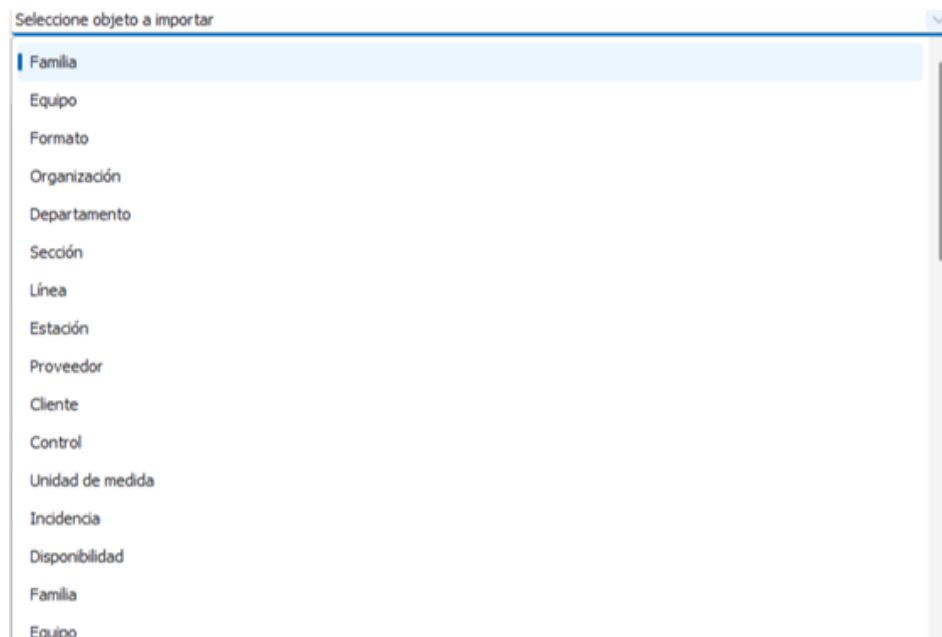 Seleccione objeto a importar
Familia
Equipo
Formato
Organización
Departamento
Sección
Línea
Estación
Proveedor
Cliente
Control
Unidad de medida
Incidencia
Disponibilidad
Familia
Equipo